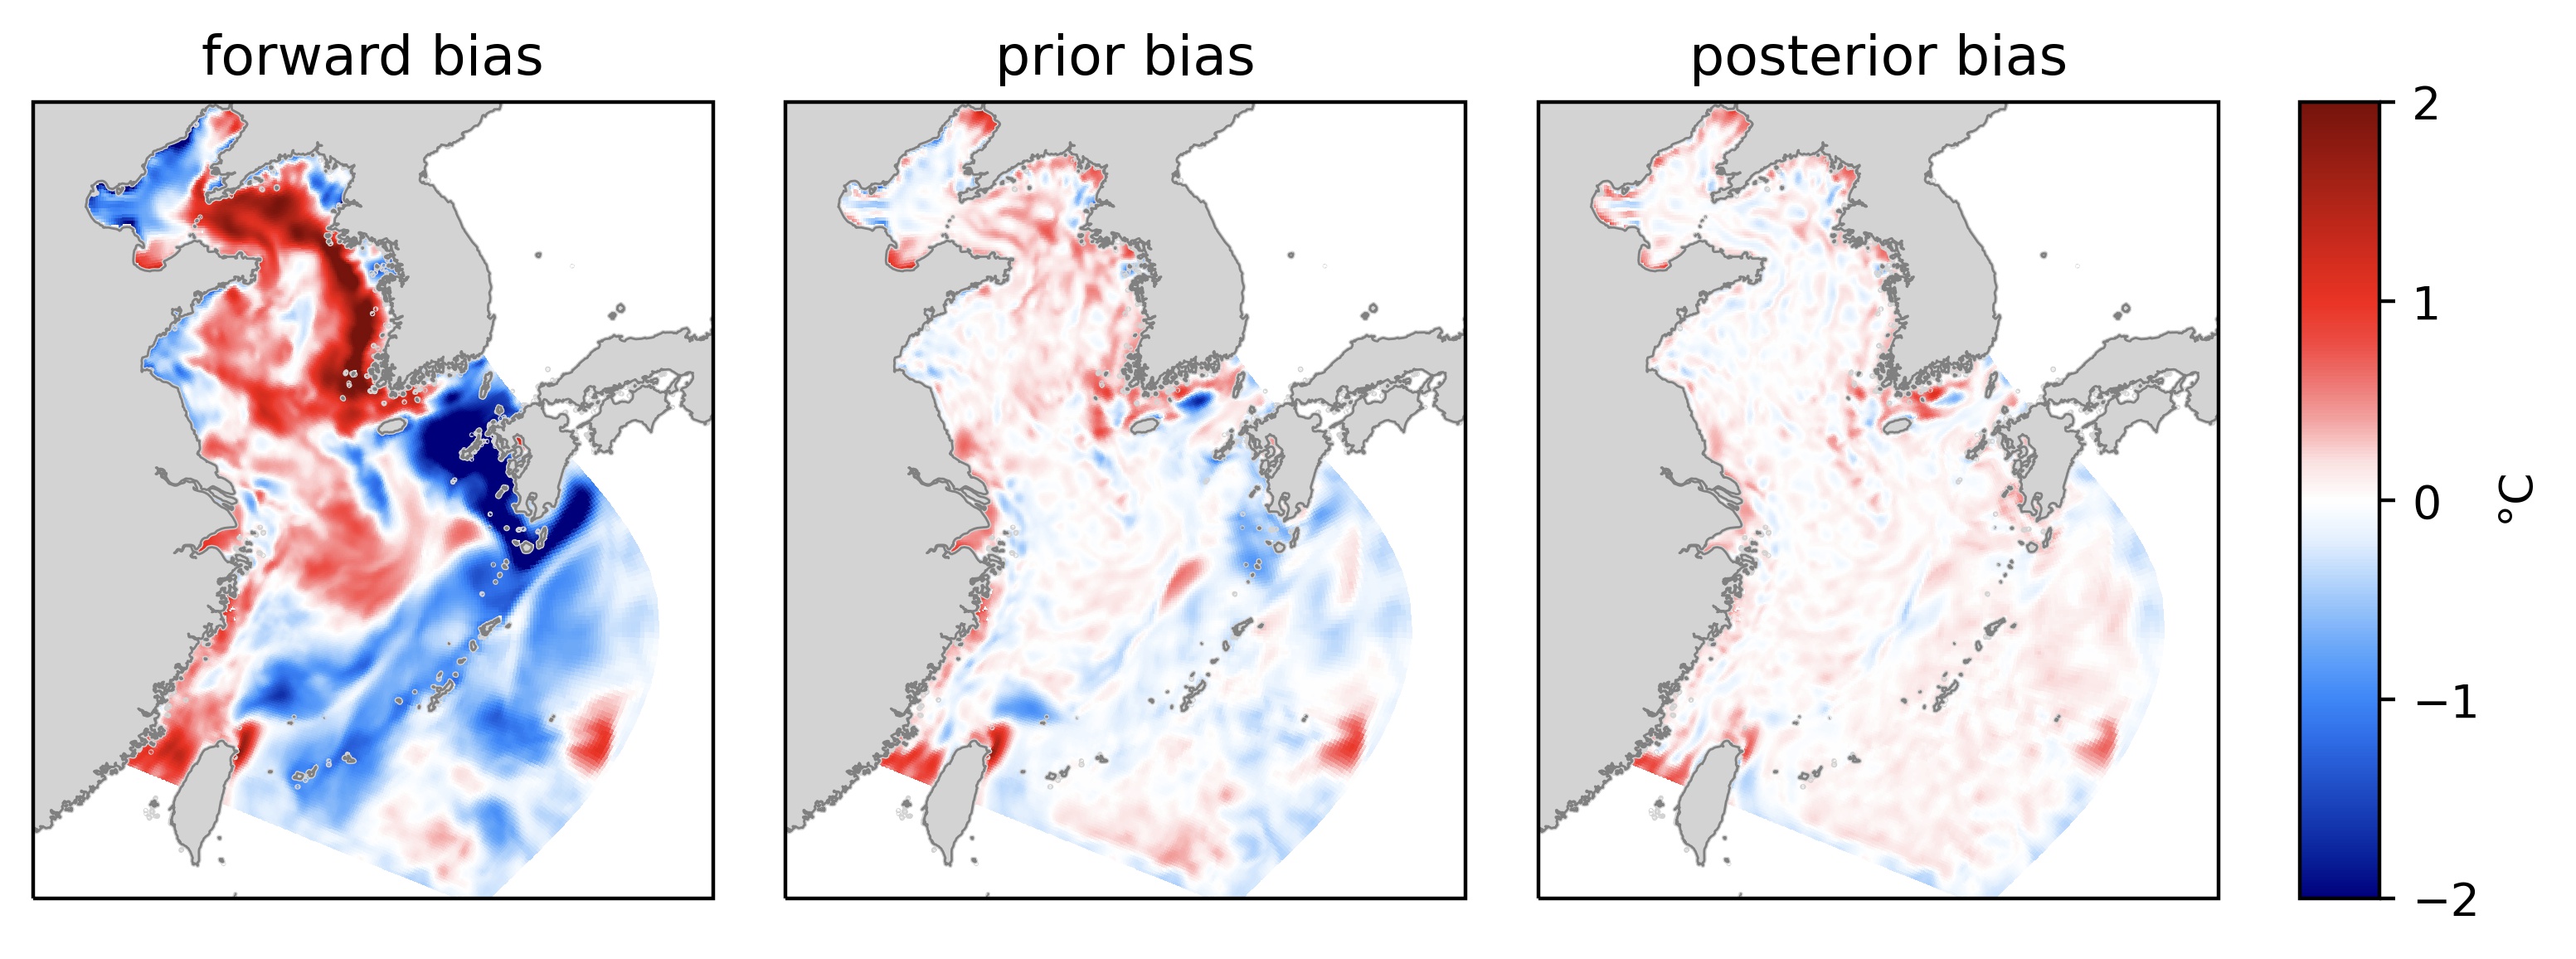 forward bias
prior bias
posterior bias
2
1
0
−1
−2
°C